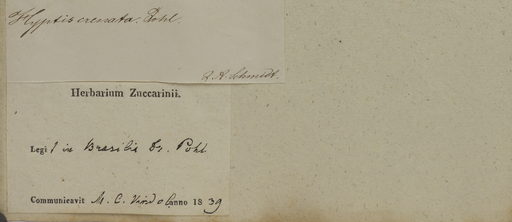 Hyptis crenata. Pohl.
A. Schmidt.
Herbarium Zuccarinii.
Legit in Brasilia Dr. Pohl
Communicavit M. C. Vindob. anno 1839